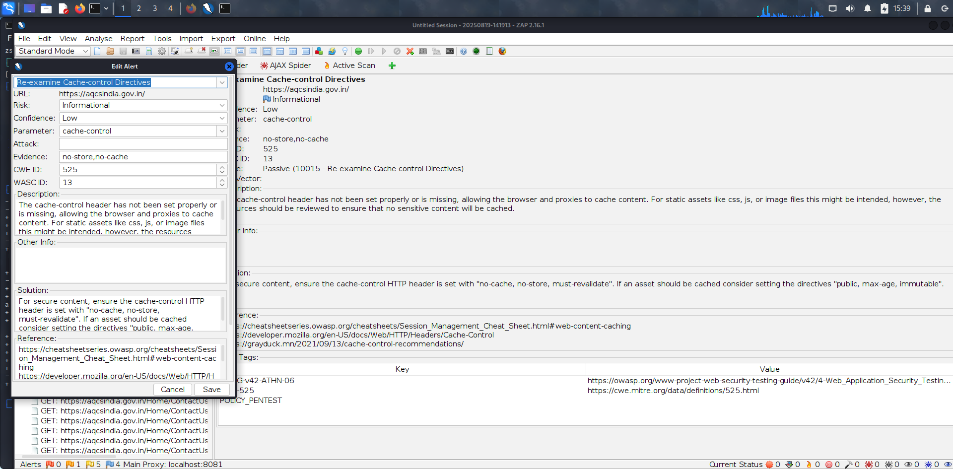 1 2 3 4
15:39
Untitled Session - 20250819-141913 - ZAP 2.16.1
File Edit View Analyse Report Tools Import Export Online Help
Standard Mode
Edit Alert
AJAX Spider
Active Scan
Re-examine Cache-control Directives
URL: https://aqcsindia.gov.in/
Risk: Informational
Confidence: Low
Parameter: cache-control
Attack:
Evidence: no-store,no-cache
CWE ID: 525
WASC ID: 13
Description:
The cache-control header has not been set properly or
is missing, allowing the browser and proxies to cache
content. For static assets like css, js, or image files
this might be intended, however, the resources
Other Info:
Solution:
For secure content, ensure the cache-control HTTP
header is set with "no-cache, no-store,
must-revalidate". If an asset should be cached
consider setting the directives "public, max-age,
Reference:
https://cheatsheetseries.owasp.org/cheatsheets/Sessi
on_Management_Cheat_Sheet.html#web-content-cac
hing
https://developer.mozilla.org/en-US/docs/Web/HTTP/H
Cancel Save
GET: https://aqcsindia.gov.in/Home/ContactUs
GET: https://aqcsindia.gov.in/Home/ContactUs
GET: https://aqcsindia.gov.in/Home/ContactUs
GET: https://aqcsindia.gov.in/Home/ContactUs
GET: https://aqcsindia.gov.in/Home/ContactUs
examine Cache-control Directives
https://aqcsindia.gov.in/
Informational
ence: Low
eter: cache-control
nce: no-store,no-cache
525
ID: 13
Passive (10015 - Re-examine Cache-control Directives)
Vector:
ription:
cache-control header has not been set properly or is missing, allowing the browser and proxies to cache content. For static assets like css, js, or image files this might be intended, however, the
urces should be reviewed to ensure that no sensitive content will be cached.
r Info:
ion:
secure content, ensure the cache-control HTTP header is set with "no-cache, no-store, must-revalidate". If an asset should be cached consider setting the directives "public, max-age, immutable".
rence:
s://cheatsheetseries.owasp.org/cheatsheets/Session_Management_Cheat_Sheet.html#web-content-caching
s://developer.mozilla.org/en-US/docs/Web/HTTP/Headers/Cache-Control
s://grayduck.mn/2021/09/13/cache-control-recommendations/
Tags:
Key Value
G-v42-ATHN-06 https://owasp.org/www-project-web-security-testing-guide/v42/4-Web_Application_Security_Testin...
-525 https://cwe.mitre.org/data/definitions/525.html
POLICY_PENTEST
Alerts 0 1 5 4 Main Proxy: localhost:8081
Current Status 0 0 0 0 0 0 0 0 0 0